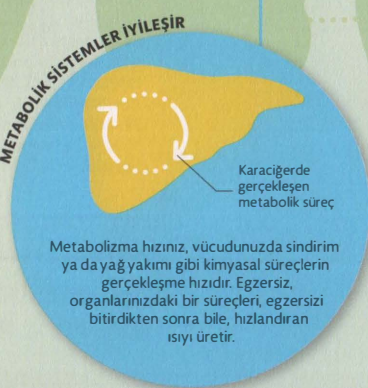 METABOLİK SİSTEMLER İYİLEŞİR
Karaciğerde
gerçekleşen
metabolik süreç
Metabolizma hızınız, vücudunuzda sindirim
ya da yağ yakımı gibi kimyasal süreçlerin
gerçekleşme hızıdır. Egzersiz,
organlarınızdaki bir süreçleri, egzersizi
bitirdikten sonra bile, hızlandıran
ısıyı üretir.